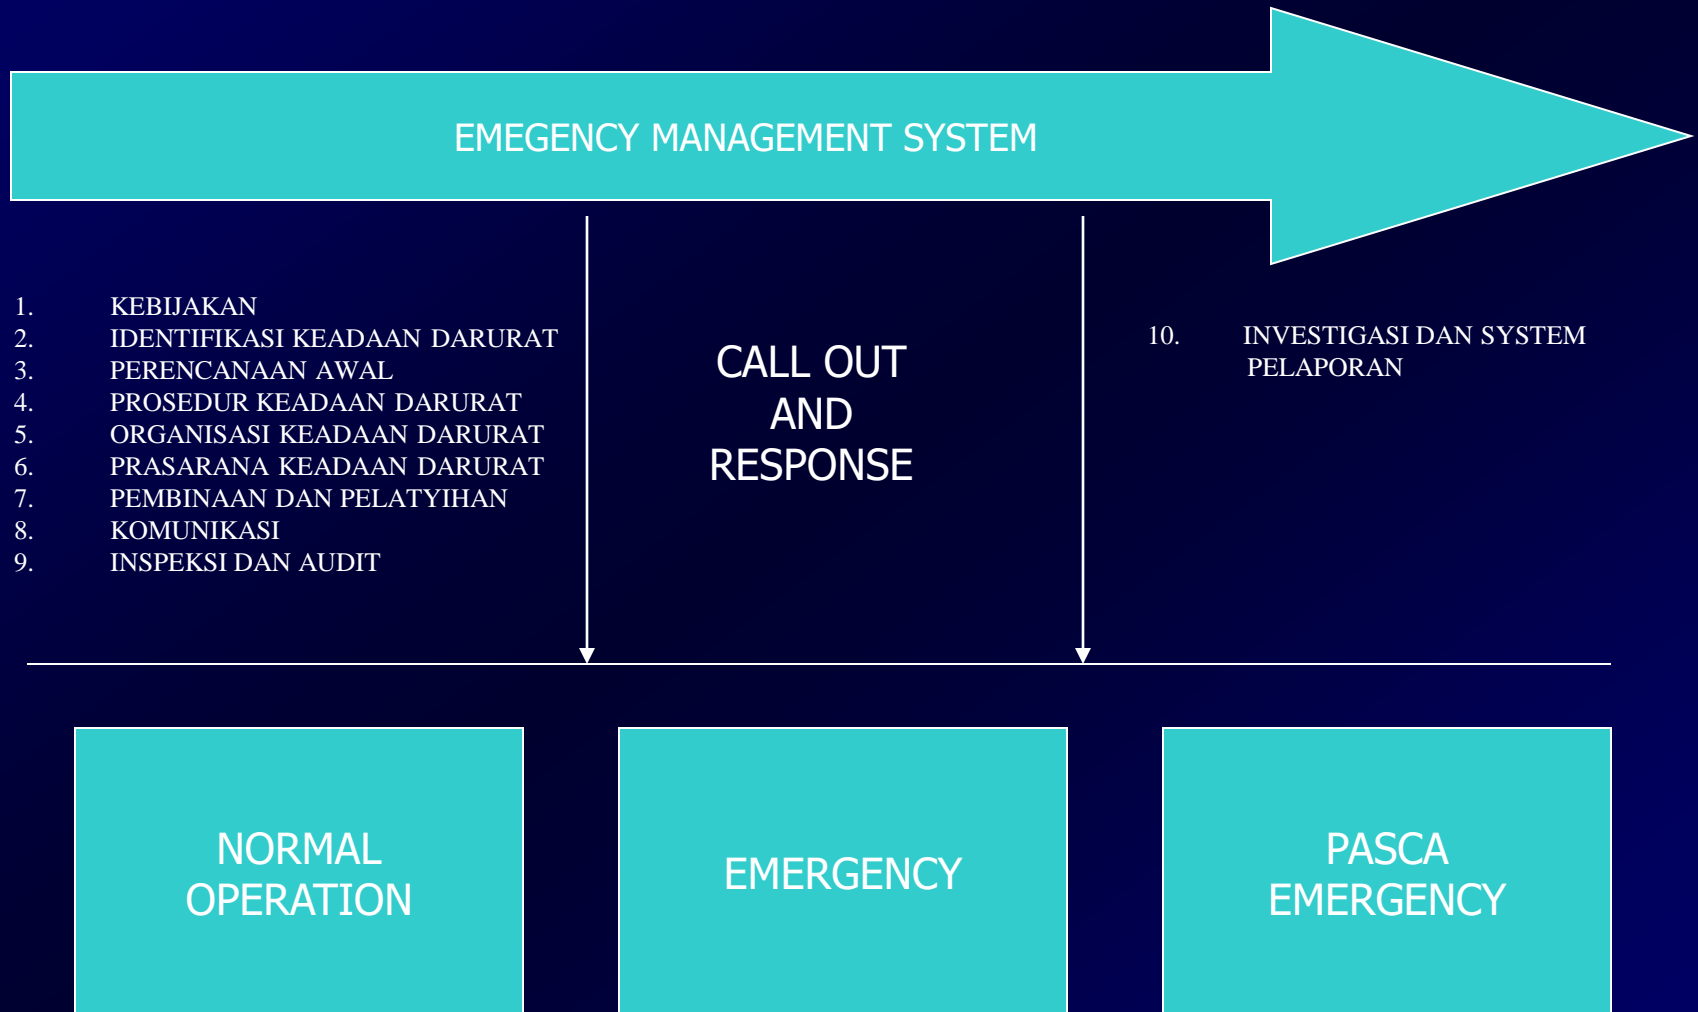 EMEGENCY MANAGEMENT SYSTEM
1. KEBIJAKAN
2. IDENTIFIKASI KEADAAN DARURAT
3. PERENCANAAN AWAL
4. PROSEDUR KEADAAN DARURAT
5. ORGANISASI KEADAAN DARURAT
6. PRASARANA KEADAAN DARURAT
7. PEMBINAAN DAN PELATYIHAN
8. KOMUNIKASI
9. INSPEKSI DAN AUDIT
CALL OUT
AND
RESPONSE
10. INVESTIGASI DAN SYSTEM
PELAPORAN
NORMAL
OPERATION
EMERGENCY
PASCA
EMERGENCY